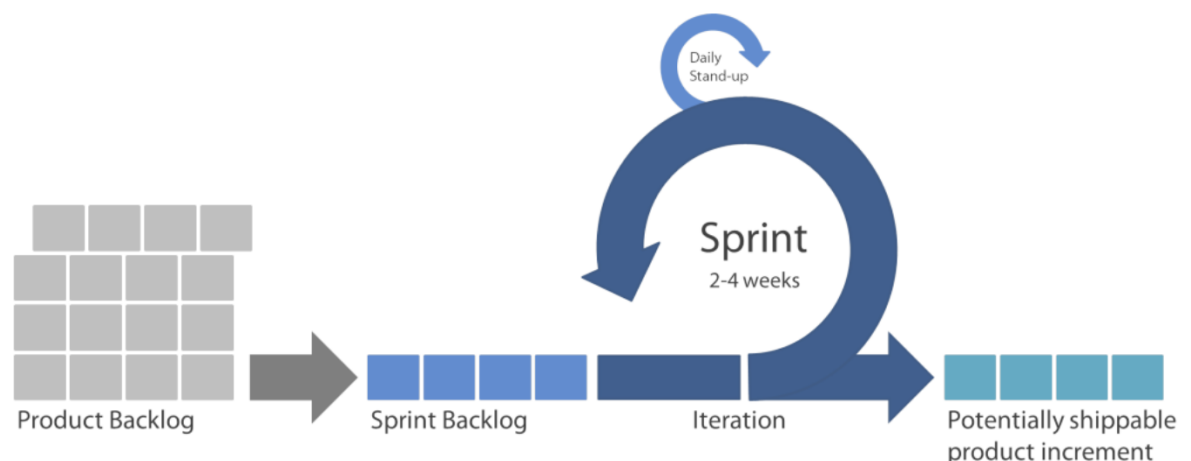 Daily
Stand-up
Sprint
2-4 weeks
Product Backlog
Sprint Backlog
Iteration
Potentially shippable
product increment